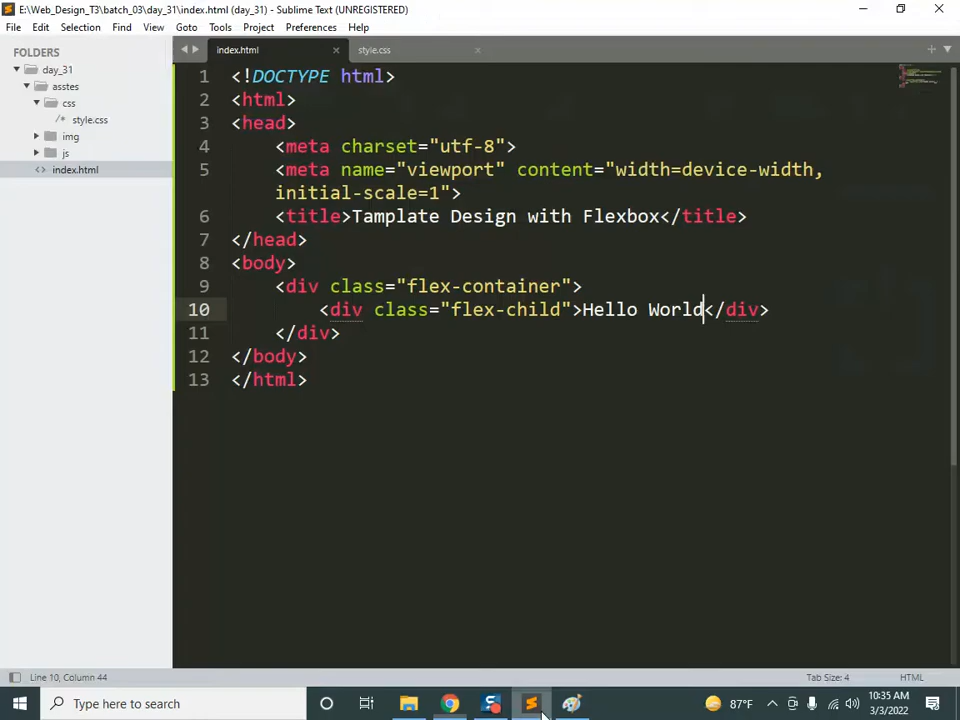 E:\Web_Design_T3\batch_03\day_31\index.html (day_31) - Sublime Text (UNREGISTERED)
File Edit Selection Find View Goto Tools Project Preferences Help
FOLDERS
day_31
asstes
css
style.css
img
js
index.html
index.html style.css
1 <!DOCTYPE html>
2 <html>
3 <head>
4 <meta charset="utf-8">
5 <meta name="viewport" content="width=device-width,
initial-scale=1">
6 <title>Tamplate Design with Flexbox</title>
7 </head>
8 <body>
9 <div class="flex-container">
10 <div class="flex-child">Hello World</div>
11 </div>
12 </body>
13 </html>
Line 10, Column 44 Tab Size: 4 HTML
Type here to search 87°F 10:35 AM
3/3/2022